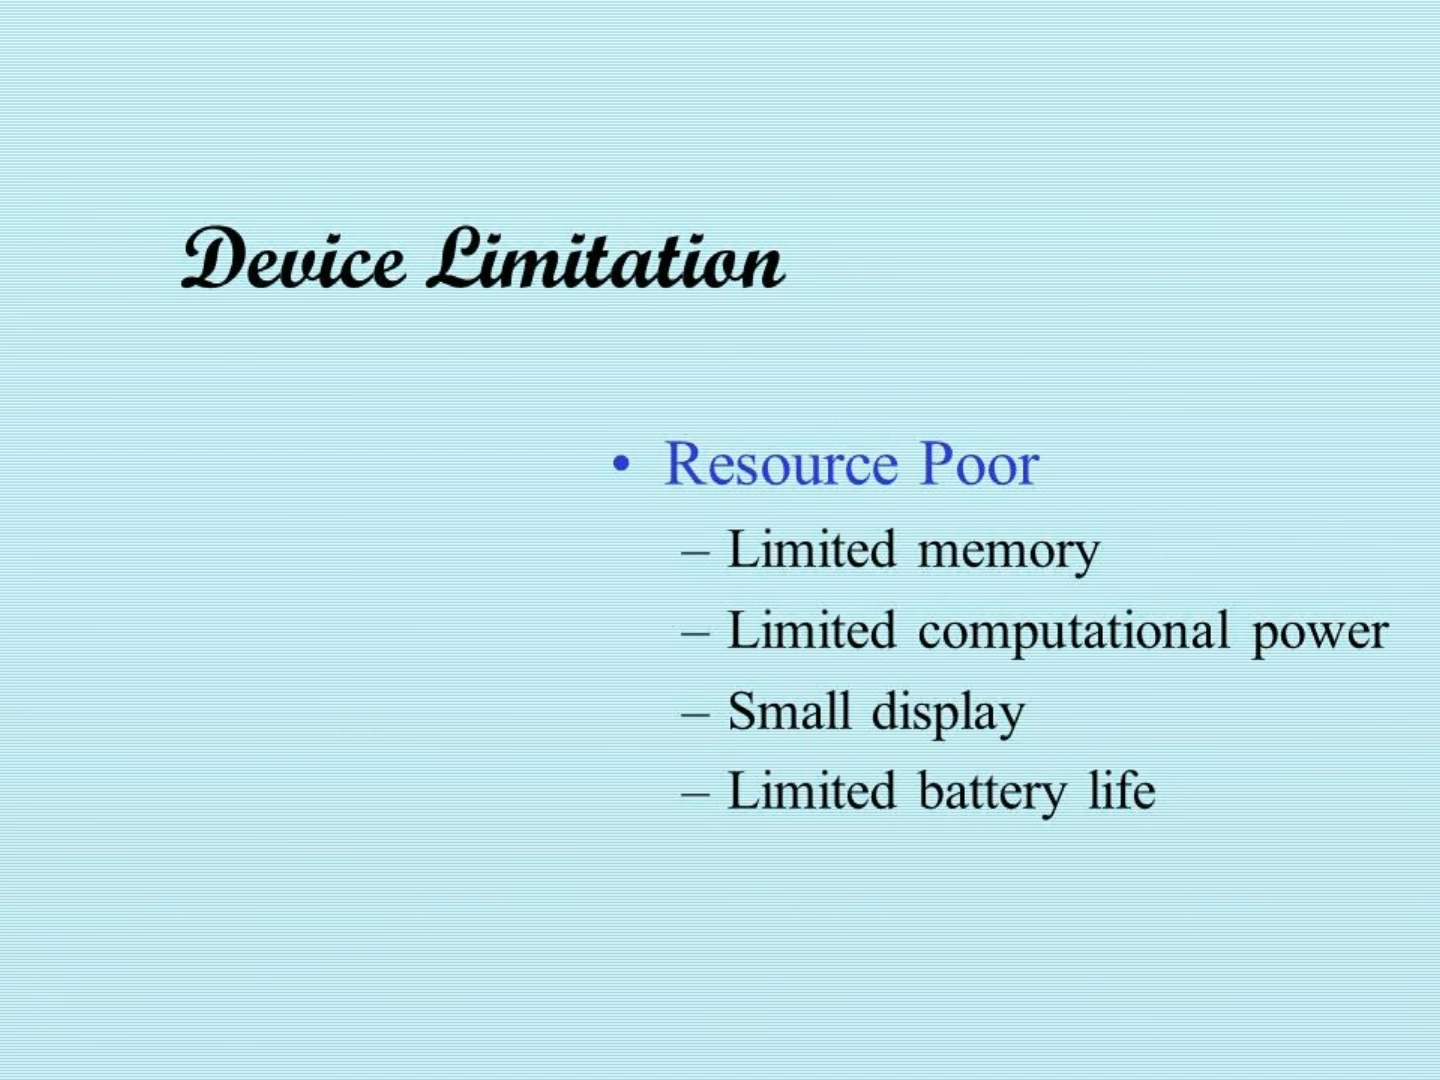 Device Limitation
• Resource Poor
– Limited memory
– Limited computational power
– Small display
– Limited battery life